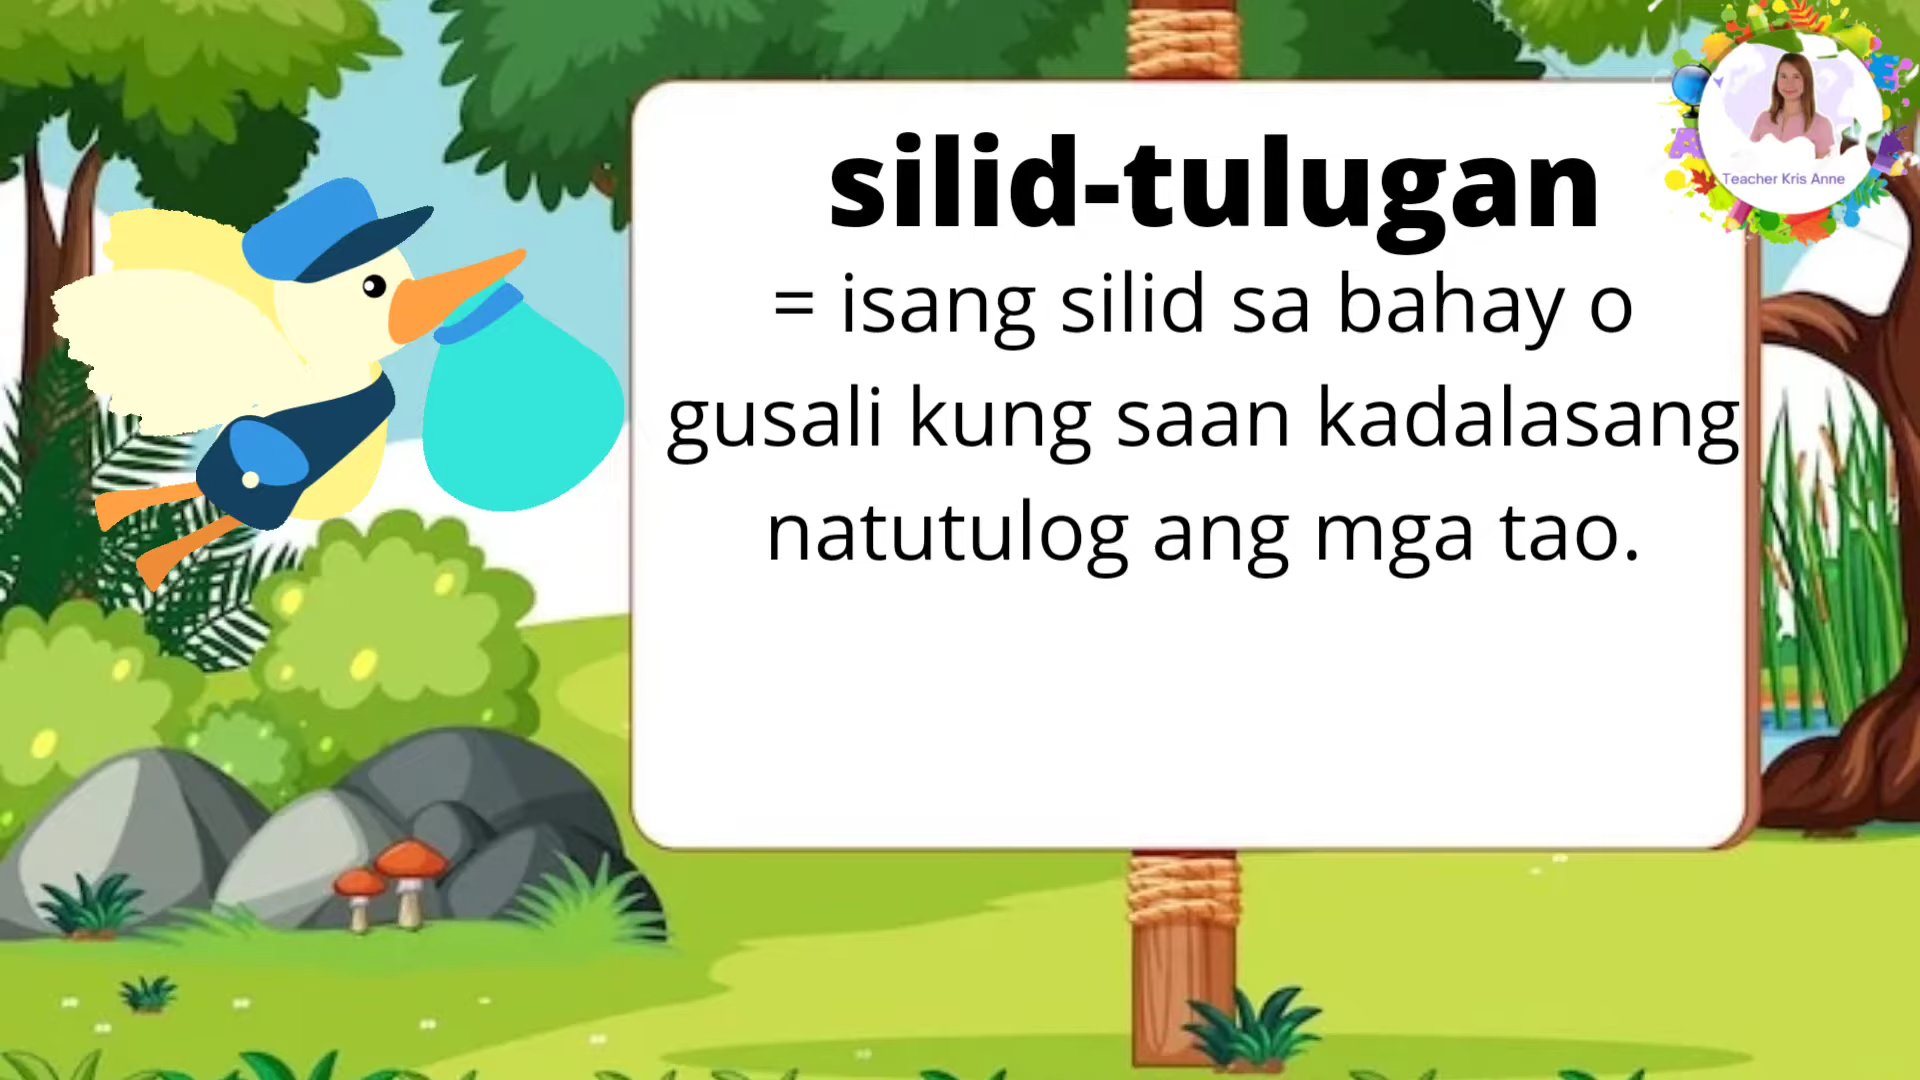 silid-tulugan
= isang silid sa bahay o
gusali kung saan kadalasang
natutulog ang mga tao.
Teacher Kris Anne